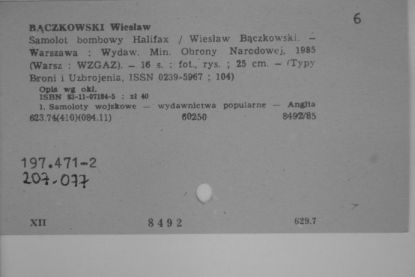 6
BĄCZKOWSKI Wiesław
Samolot bombowy Halifax / Wiesław Bączkowski. —
Warszawa : Wydaw. Min. Obrony Narodowej, 1985
(Warsz : WZGAZ). — 16 s. : fot., rys. ; 25 cm. — (Typy
Broni i Uzbrojenia, ISSN 0239-5967 ; 104)
Opis wg okł.
ISBN 83-11-07184-5 : zł 40
1. Samoloty wojskowe — wydawnictwa popularne — Anglia
623.74(410)(084.11) 60250 8492/85
197.471-2
207.077
XII 8492 629.7